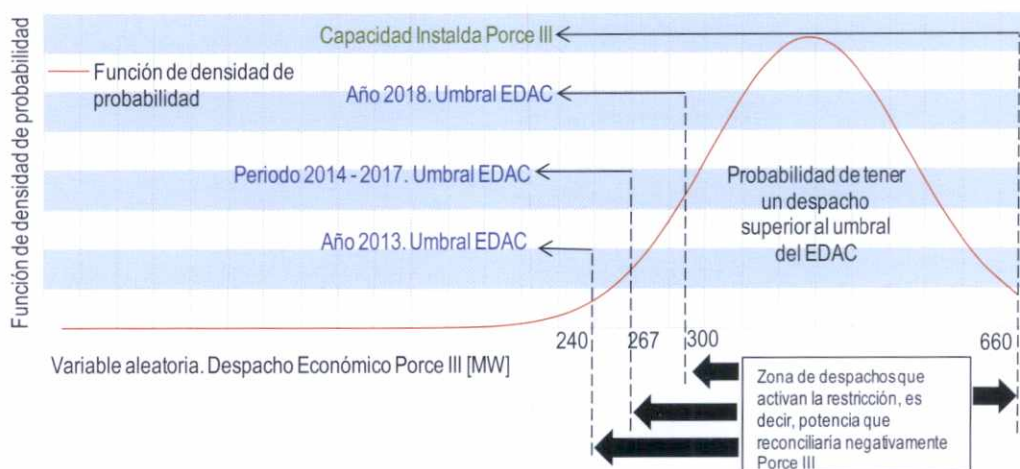 Función de densidad de probabilidad
Capacidad Instalda Porce III
Función de densidad de
probabilidad
Año 2018. Umbral EDAC
Periodo 2014 - 2017. Umbral EDAC
Año 2013. Umbral EDAC
Probabilidad de tener
un despacho
superior al umbral
del EDAC
240
267
300
660
Variable aleatoria. Despacho Económico Porce III [MW]
Zona de despachos que
activan la restricción, es
decir, potencia que
reconciliaría negativamente
Porce III